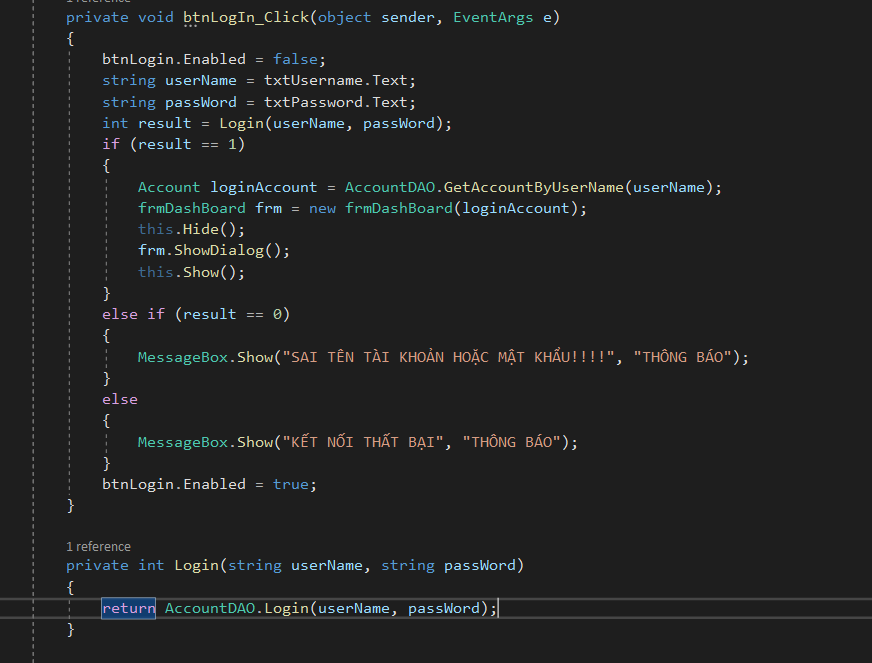 1 reference
private void btnLogIn_Click(object sender, EventArgs e)
{
btnLogin.Enabled = false;
string userName = txtUsername.Text;
string passWord = txtPassword.Text;
int result = Login(userName, passWord);
if (result == 1)
{
Account loginAccount = AccountDAO.GetAccountByUserName(userName);
frmDashBoard frm = new frmDashBoard(loginAccount);
this.Hide();
frm.ShowDialog();
this.Show();
}
else if (result == 0)
{
MessageBox.Show("SAI TÊN TÀI KHOẢN HOẶC MẬT KHẨU!!!!", "THÔNG BÁO");
}
else
{
MessageBox.Show("KẾT NỐI THẤT BẠI", "THÔNG BÁO");
}
btnLogin.Enabled = true;
}
1 reference
private int Login(string userName, string passWord)
{
return AccountDAO.Login(userName, passWord);
}